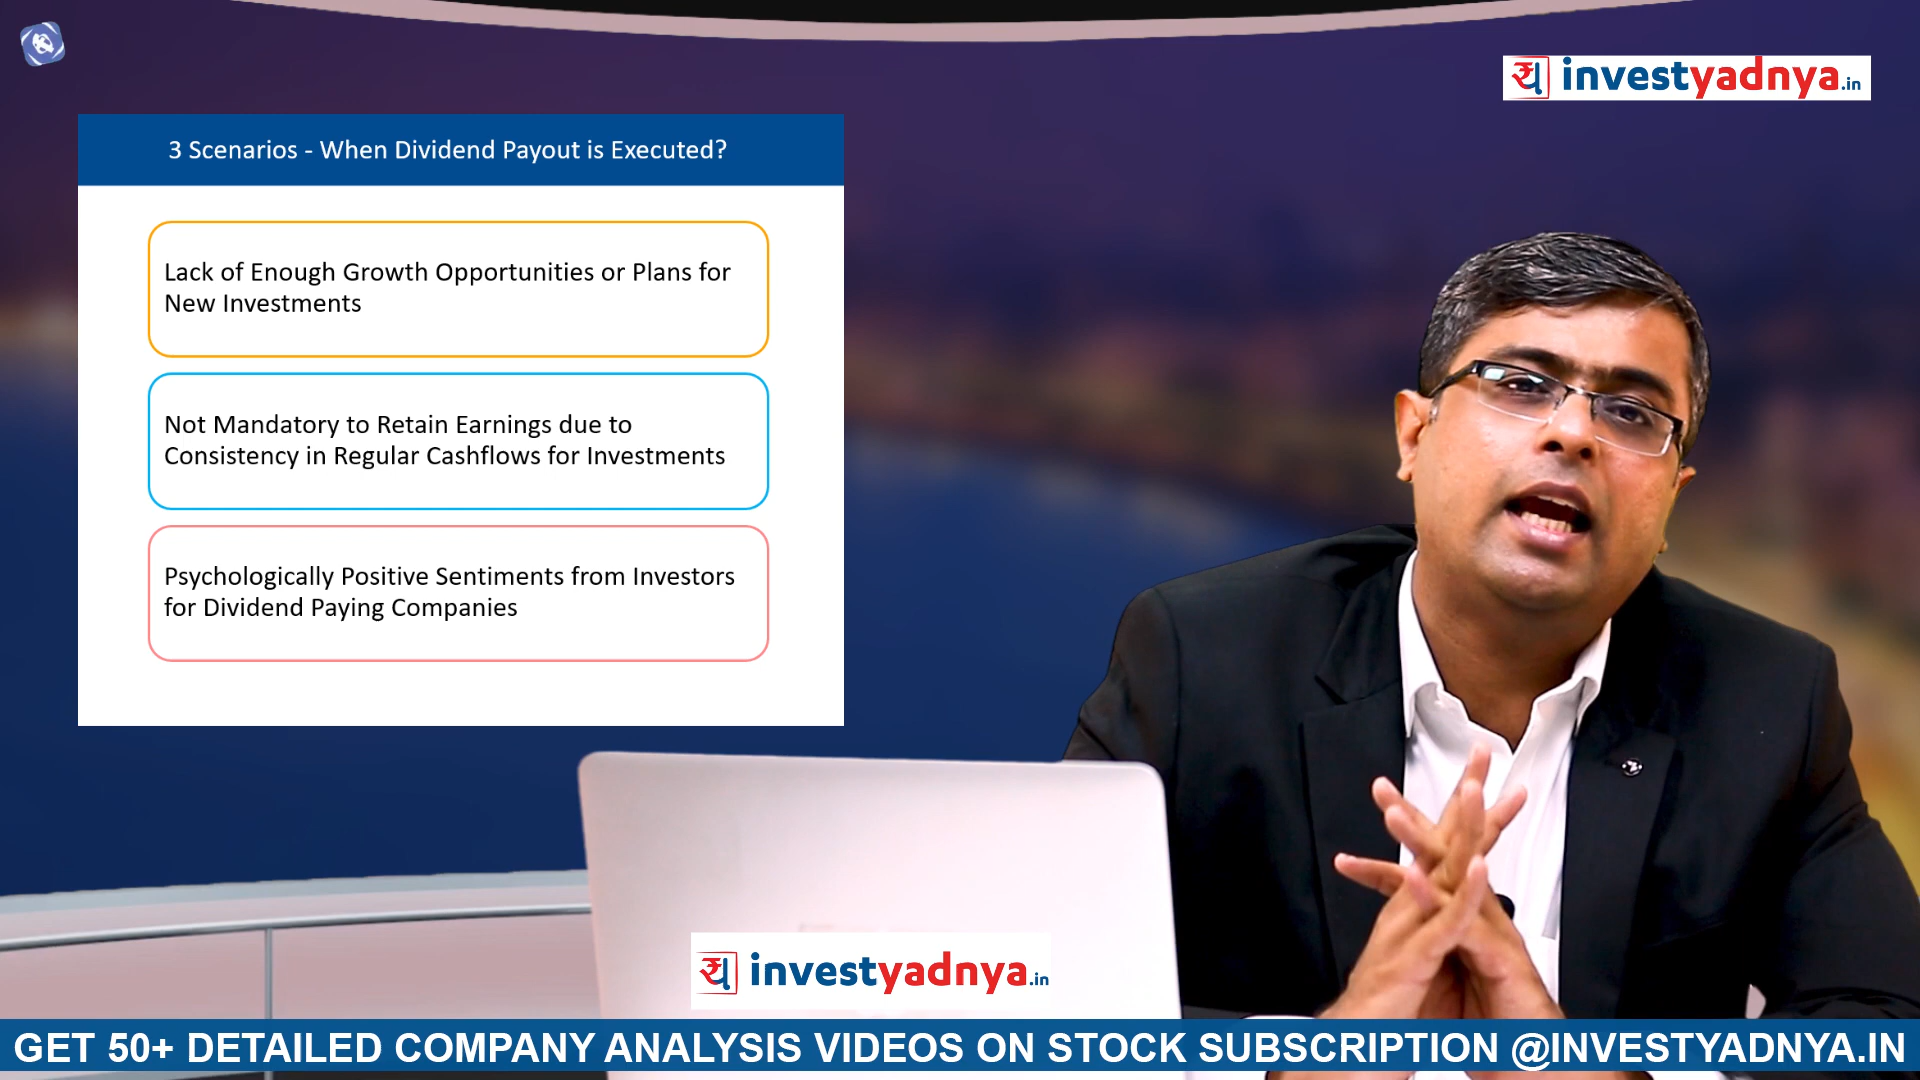 investyadnya.in
3 Scenarios - When Dividend Payout is Executed?
Lack of Enough Growth Opportunities or Plans for
New Investments
Not Mandatory to Retain Earnings due to
Consistency in Regular Cashflows for Investments
Psychologically Positive Sentiments from Investors
for Dividend Paying Companies
investyadnya.in
GET 50+ DETAILED COMPANY ANALYSIS VIDEOS ON STOCK SUBSCRIPTION @INVESTYADNYA.IN